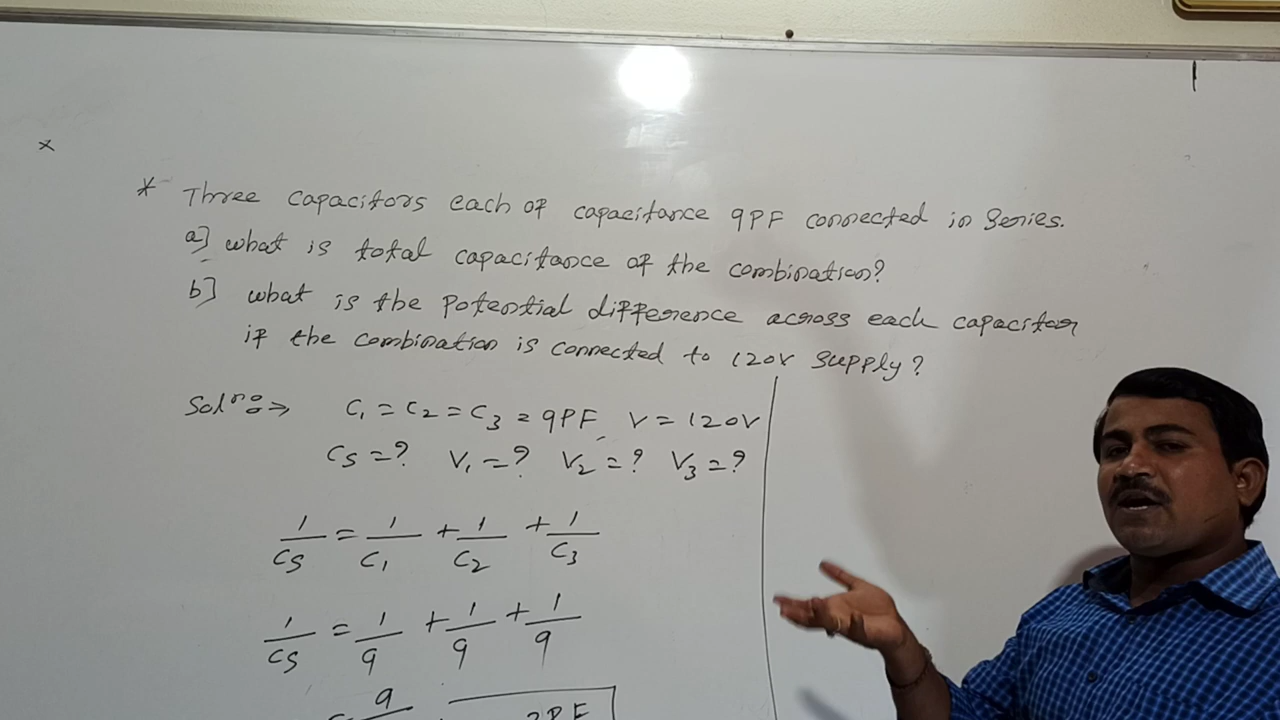 * Three capacitors each of capacitance 9PF connected in series.
a] what is total capacitance of the combination?
b] what is the potential difference across each capacitor
if the combination is connected to 120V supply?
Solⁿ:⇒ C₁ = C₂ = C₃ = 9PF V = 120V
Cs = ? V₁ = ? V₂ = ? V₃ = ?
1/Cs = 1/C₁ + 1/C₂ + 1/C₃
1/Cs = 1/9 + 1/9 + 1/9